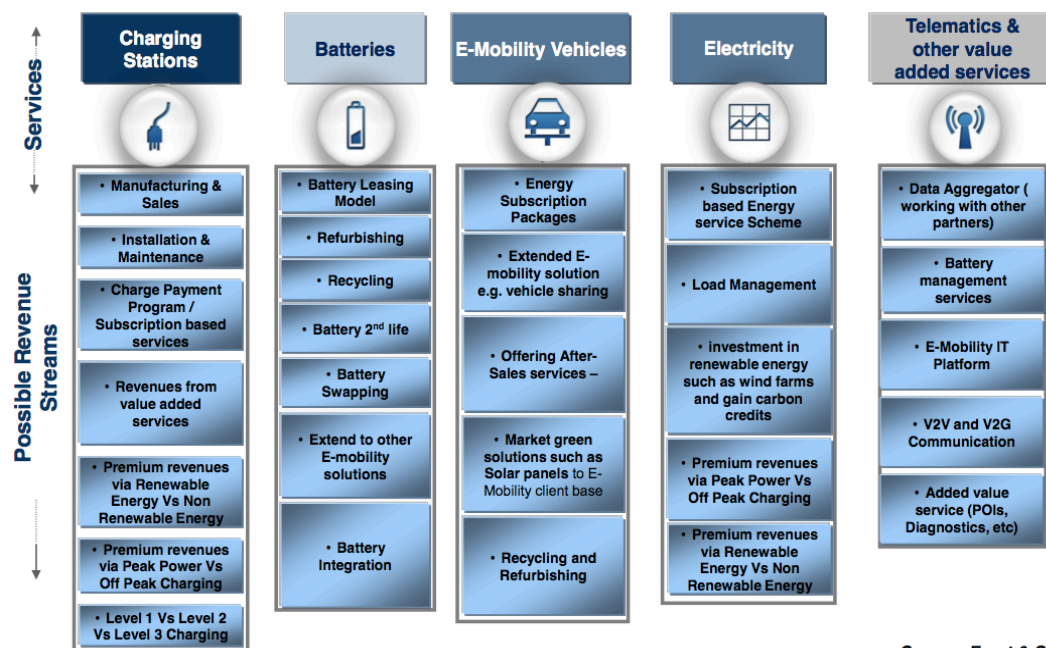 Services
Possible Revenue
Streams
Charging
Stations
• Manufacturing &
Sales
• Installation &
Maintenance
• Charge Payment
Program /
Subscription based
services
• Revenues from
value added
services
• Premium revenues
via Renewable
Energy Vs Non
Renewable Energy
• Premium revenues
via Peak Power Vs
Off Peak Charging
• Level 1 Vs Level 2
Vs Level 3 Charging
Batteries
• Battery Leasing
Model
• Refurbishing
• Recycling
• Battery 2nd life
• Battery
Swapping
• Extend to other
E-mobility
solutions
• Battery
Integration
E-Mobility Vehicles
• Energy
Subscription
Packages
• Extended E-
mobility solution
e.g. vehicle sharing
• Offering After-
Sales services –
• Market green
solutions such as
Solar panels to E-
Mobility client base
• Recycling and
Refurbishing
Electricity
• Subscription
based Energy
service Scheme
• Load Management
• investment in
renewable energy
such as wind farms
and gain carbon
credits
• Premium revenues
via Peak Power Vs
Off Peak Charging
• Premium revenues
via Renewable
Energy Vs Non
Renewable Energy
Telematics &
other value
added services
• Data Aggregator (
working with other
partners)
• Battery
management
services
• E-Mobility IT
Platform
• V2V and V2G
Communication
• Added value
service (POIs,
Diagnostics, etc)